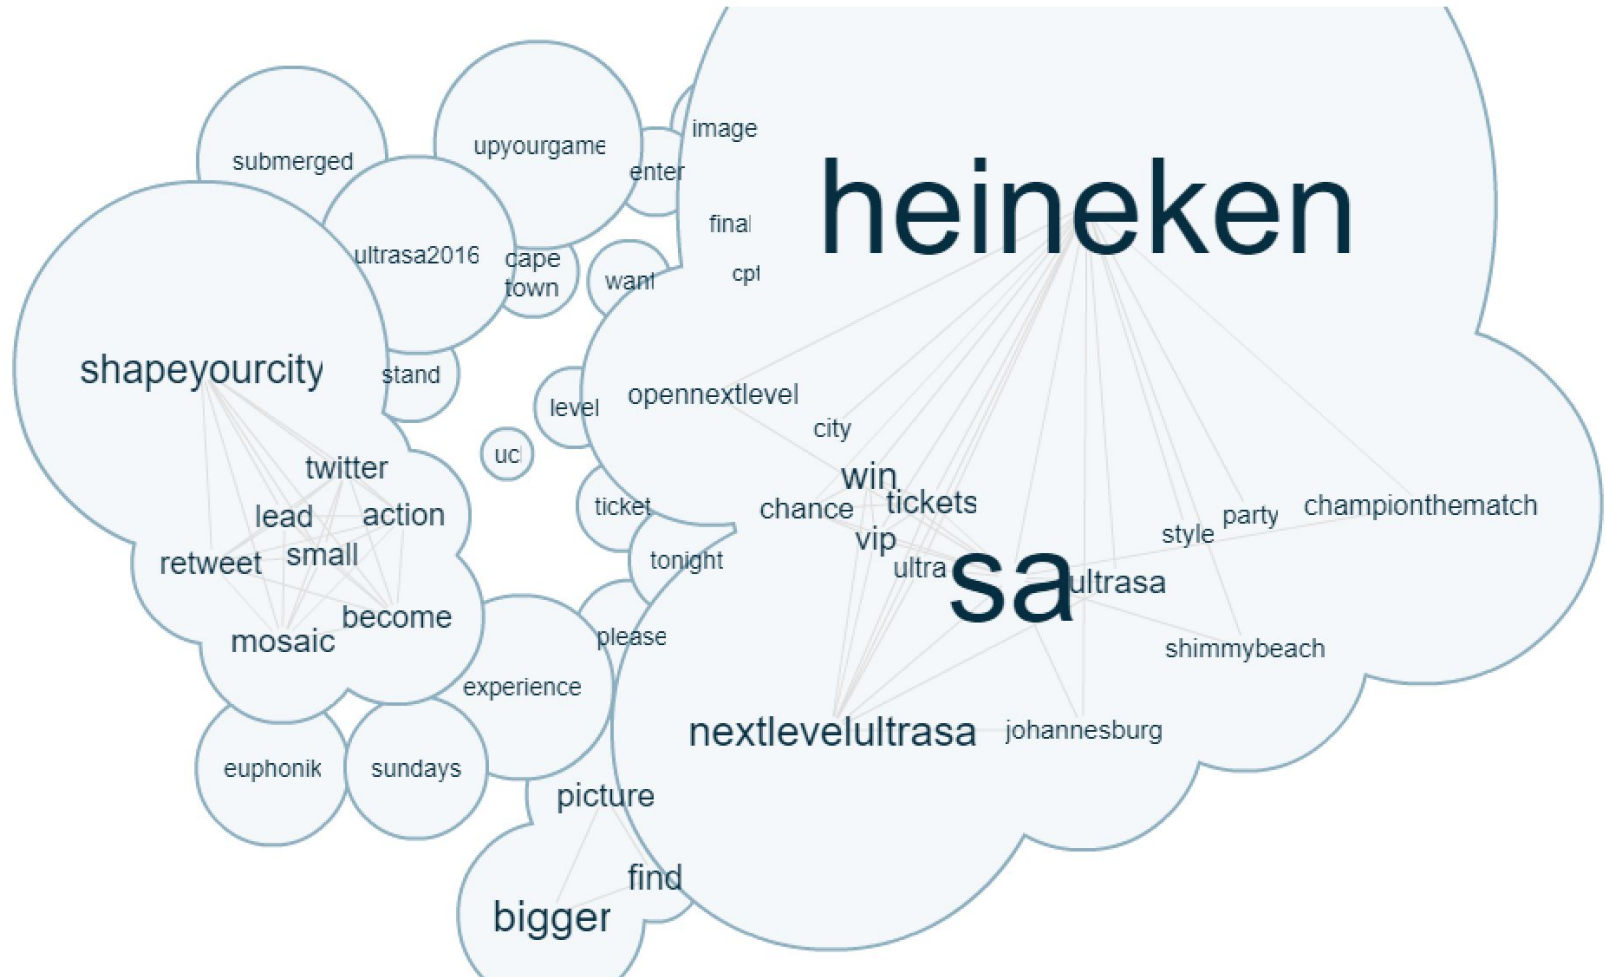 image
upyourgame
submerged
enter
heineken
final
ultrasa2016
cape
town
want
cpt
shapeyourcity
stand
opennextlevel
level
city
ucl
twitter
win
chance
tickets
championthematch
ticket
lead
action
party
style
vip
retweet
small
tonight
ultra
sa
ultrasa
become
mosaic
please
shimmybeach
experience
nextlevelultrasa
johannesburg
euphonik
sundays
picture
find
bigger